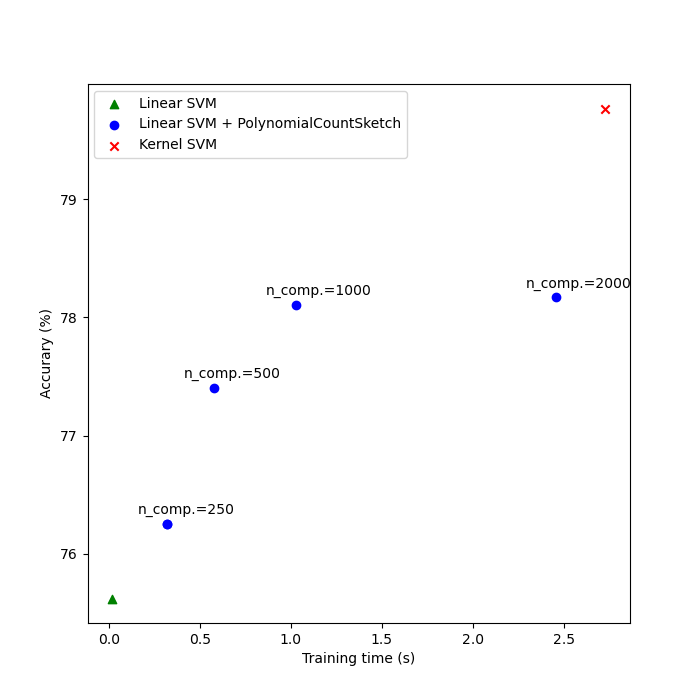 Linear SVM
Linear SVM + PolynomialCountSketch
Kernel SVM
79
78
77
76
Accurary (%)
n_comp.=1000
n_comp.=2000
n_comp.=500
n_comp.=250
0.0 0.5 1.0 1.5 2.0 2.5
Training time (s)